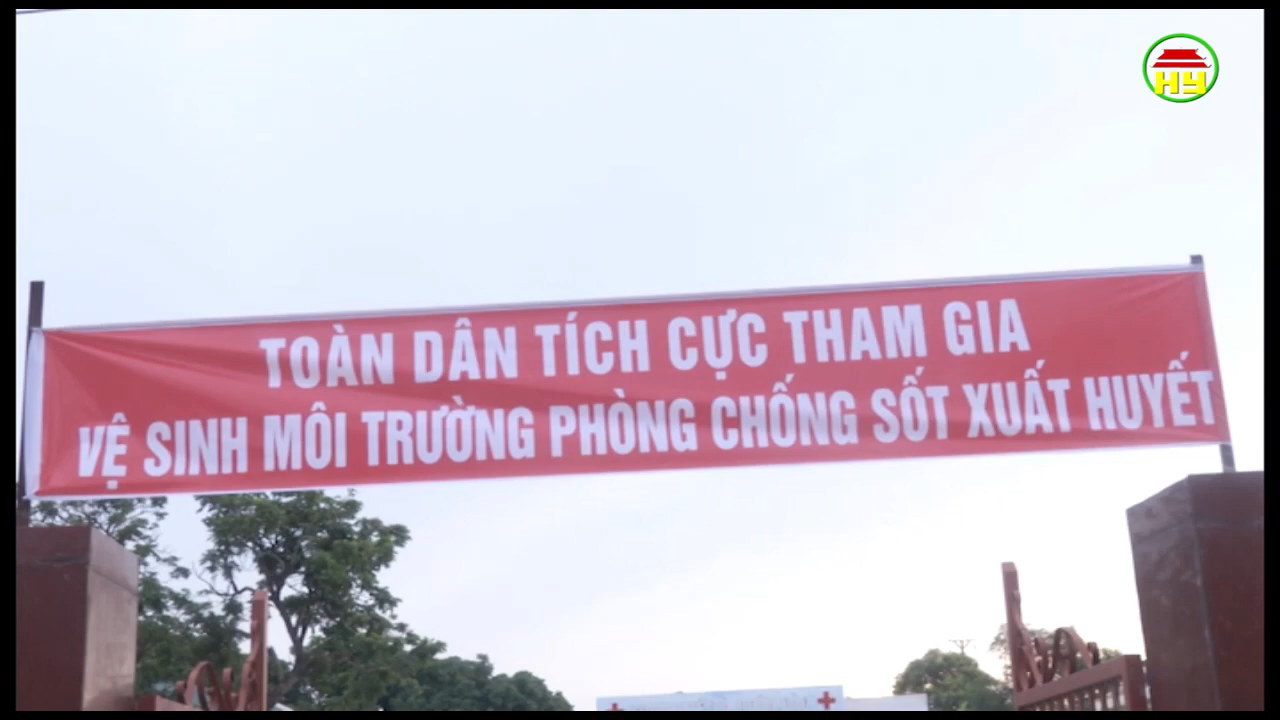 HY
TOÀN DÂN TÍCH CỰC THAM GIA
VỆ SINH MÔI TRƯỜNG PHÒNG CHỐNG SỐT XUẤT HUYẾT